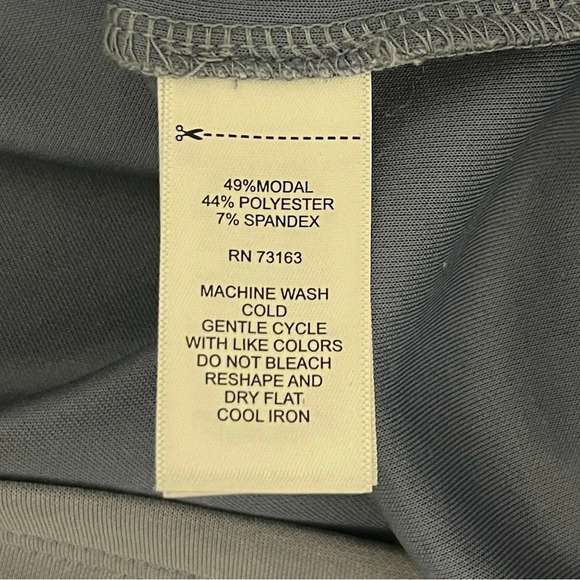 49%MODAL
44% POLYESTER
7% SPANDEX
RN 73163
MACHINE WASH
COLD
GENTLE CYCLE
WITH LIKE COLORS
DO NOT BLEACH
RESHAPE AND
DRY FLAT
COOL IRON